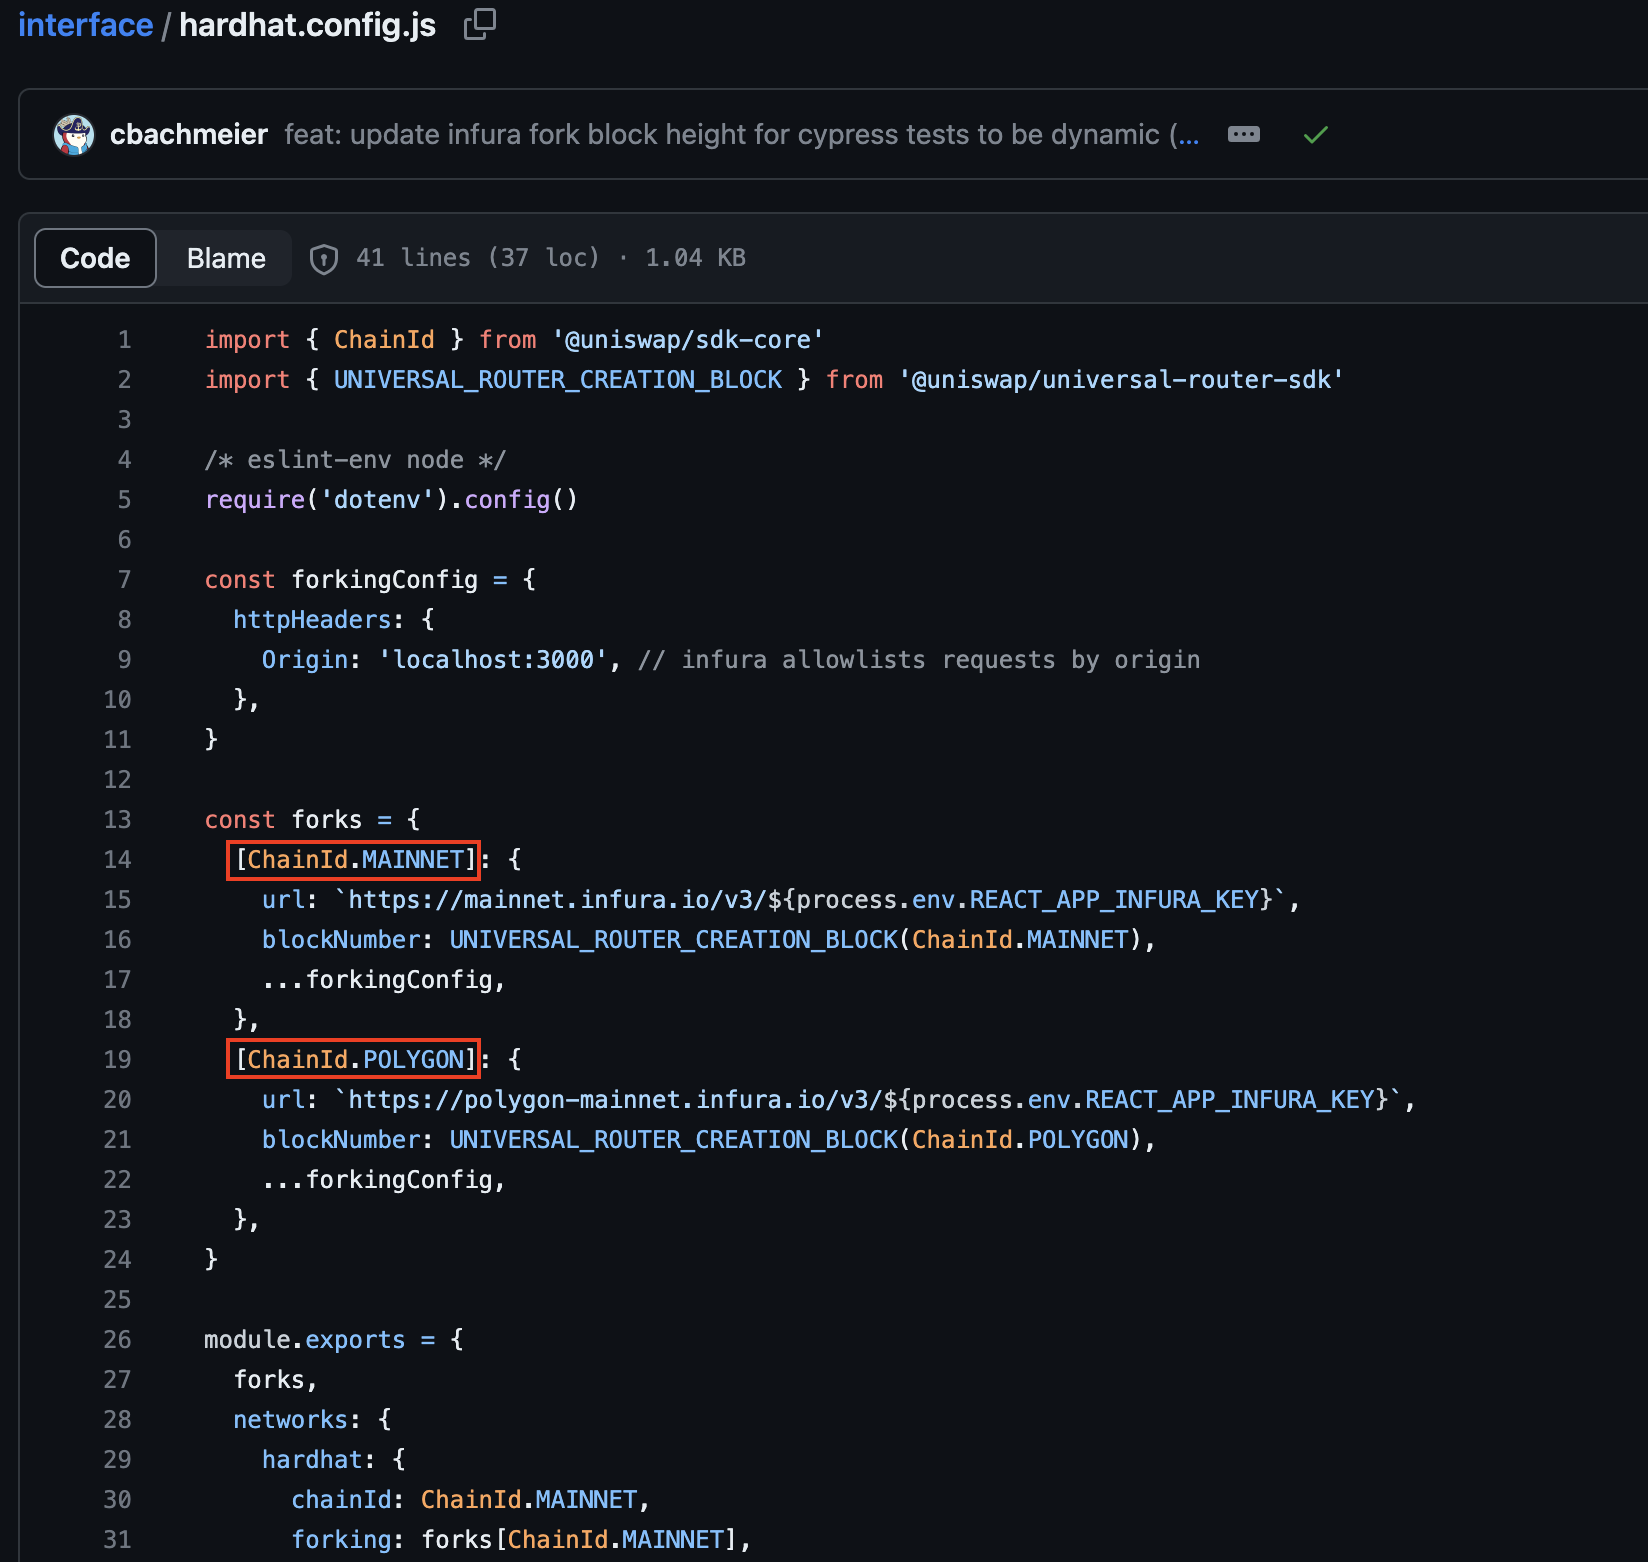 interface / hardhat.config.js
cbachmeier feat: update infura fork block height for cypress tests to be dynamic (...
Code Blame 41 lines (37 loc) · 1.04 KB
1 import { ChainId } from '@uniswap/sdk-core'
2 import { UNIVERSAL_ROUTER_CREATION_BLOCK } from '@uniswap/universal-router-sdk'
3
4 /* eslint-env node */
5 require('dotenv').config()
6
7 const forkingConfig = {
8   httpHeaders: {
9     Origin: 'localhost:3000', // infura allowlists requests by origin
10   },
11 }
12
13 const forks = {
14   [ChainId.MAINNET]: {
15     url: `https://mainnet.infura.io/v3/${process.env.REACT_APP_INFURA_KEY}`,
16     blockNumber: UNIVERSAL_ROUTER_CREATION_BLOCK(ChainId.MAINNET),
17     ...forkingConfig,
18   },
19   [ChainId.POLYGON]: {
20     url: `https://polygon-mainnet.infura.io/v3/${process.env.REACT_APP_INFURA_KEY}`,
21     blockNumber: UNIVERSAL_ROUTER_CREATION_BLOCK(ChainId.POLYGON),
22     ...forkingConfig,
23   },
24 }
25
26 module.exports = {
27   forks,
28   networks: {
29     hardhat: {
30       chainId: ChainId.MAINNET,
31       forking: forks[ChainId.MAINNET],